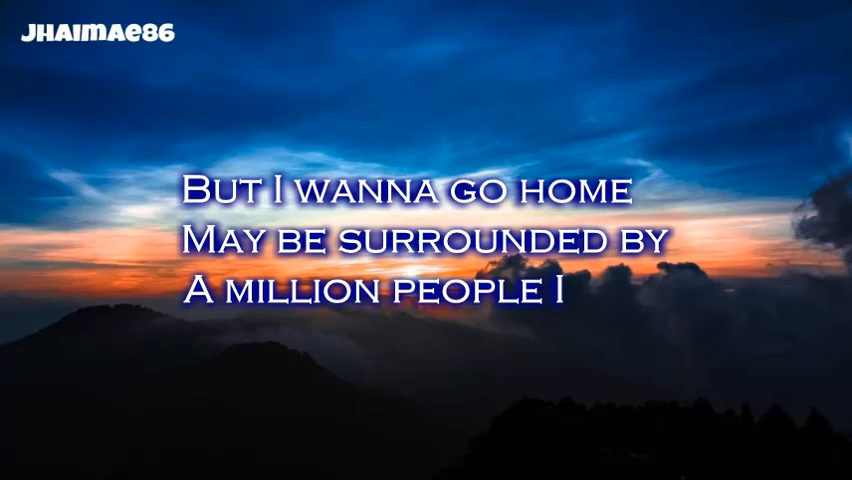 JHAIMAE86
BUT I WANNA GO HOME
MAY BE SURROUNDED BY
A MILLION PEOPLE I